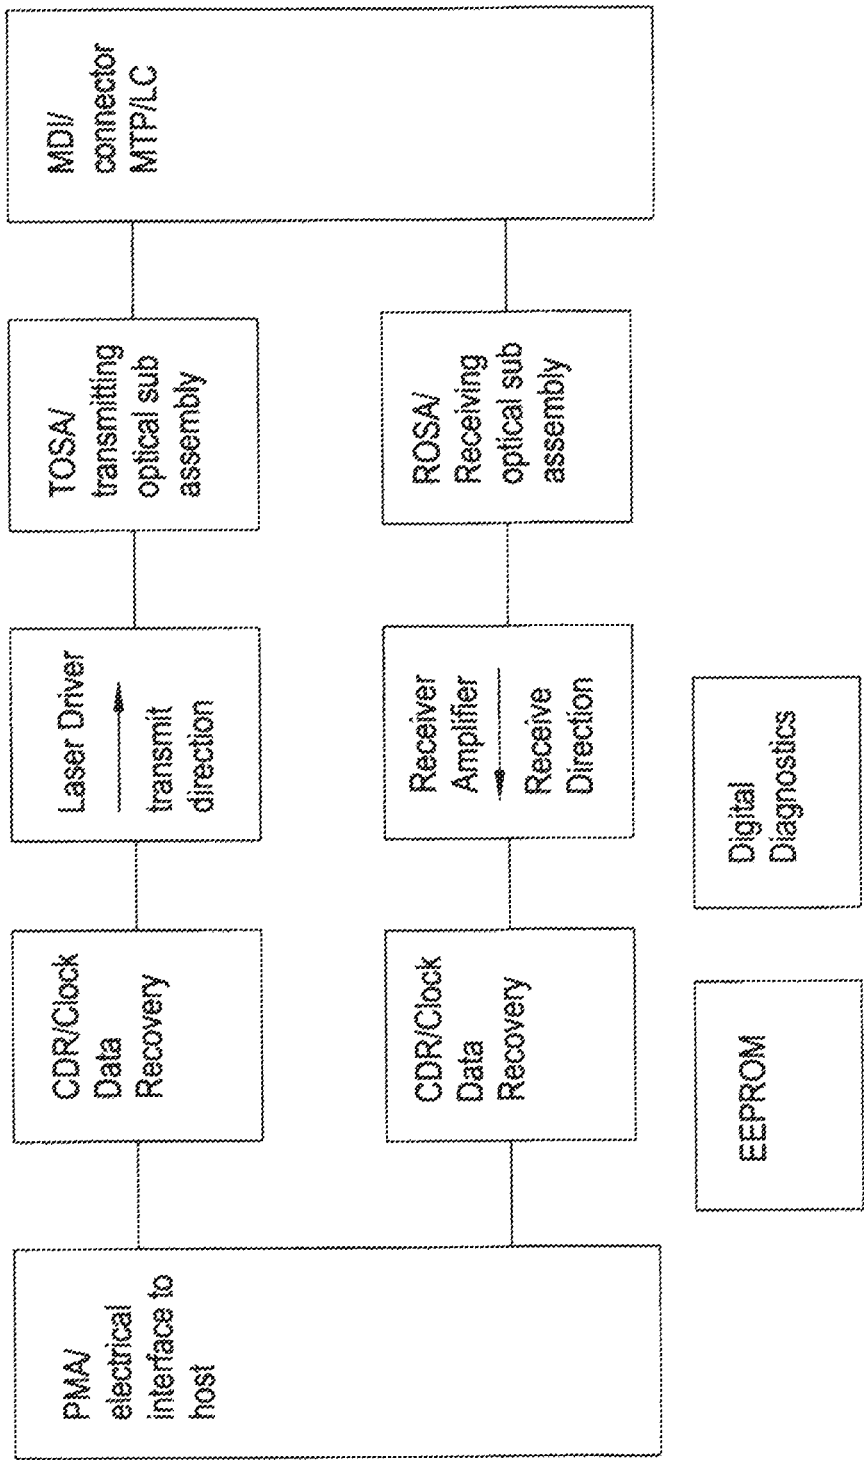 PMA/
electrical
interface to
host
CDR/Clock
Data
Recovery
Laser Driver
transmit
direction
TOSA/
transmitting
optical sub
assembly
MDI/
connector
MTP/LC
CDR/Clock
Data
Recovery
Receiver
Amplifier
Receive
Direction
ROSA/
Receiving
optical sub
assembly
EEPROM
Digital
Diagnostics